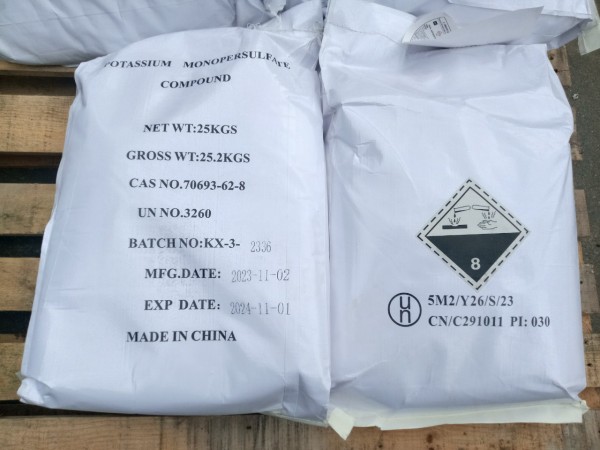 POTASSIUM MONOPERSULFATE
COMPOUND
NET WT:25KGS
GROSS WT:25.2KGS
CAS NO.70693-62-8
UN NO.3260
BATCH NO:KX-3- 2336
MFG.DATE: 2023-11-02
EXP DATE: 2024-11-01
MADE IN CHINA
8
un
5M2/Y26/S/23
CN/C291011 PI: 030